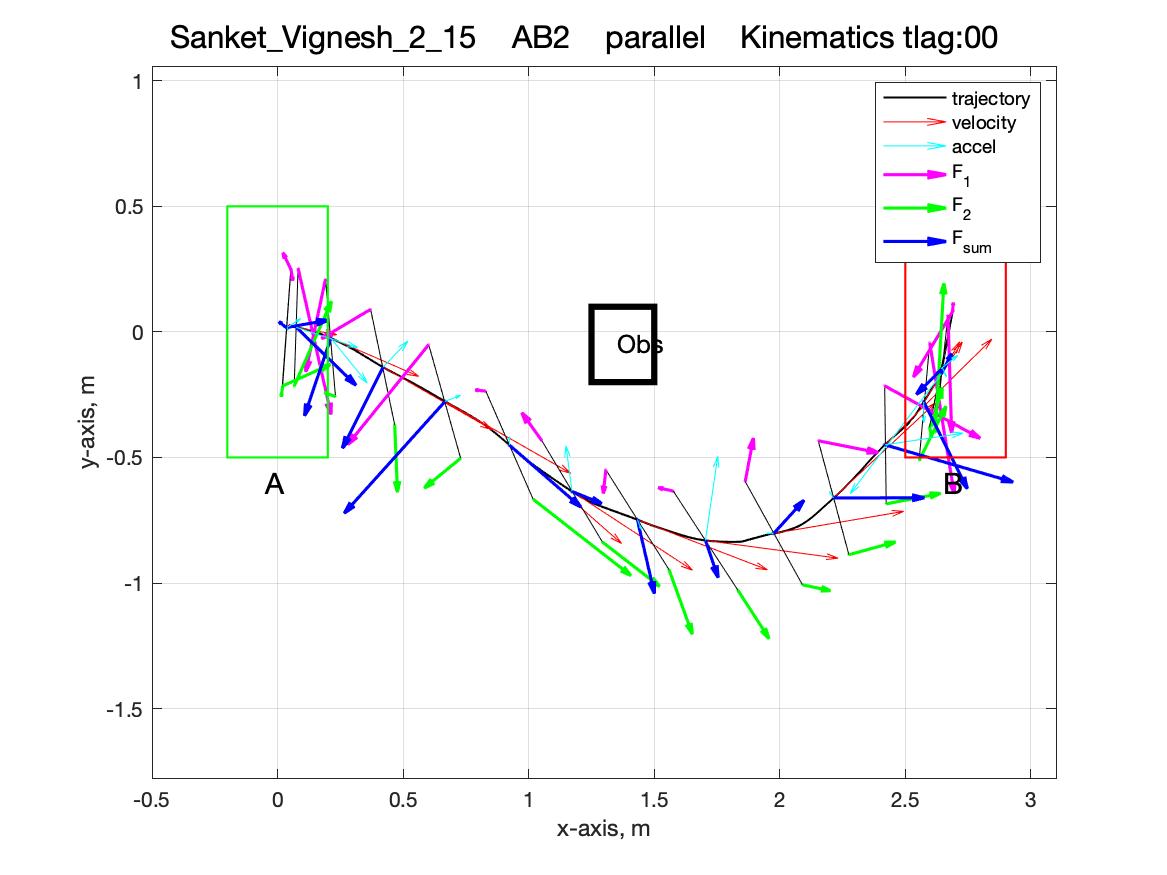 Sanket_Vignesh_2_15 AB2 parallel Kinematics tlag:00
trajectory
velocity
accel
F1
F2
Fsum
1
0.5
0
-0.5
-1
-1.5
y-axis, m
Obs
A
B
-0.5 0 0.5 1 1.5 2 2.5 3
x-axis, m